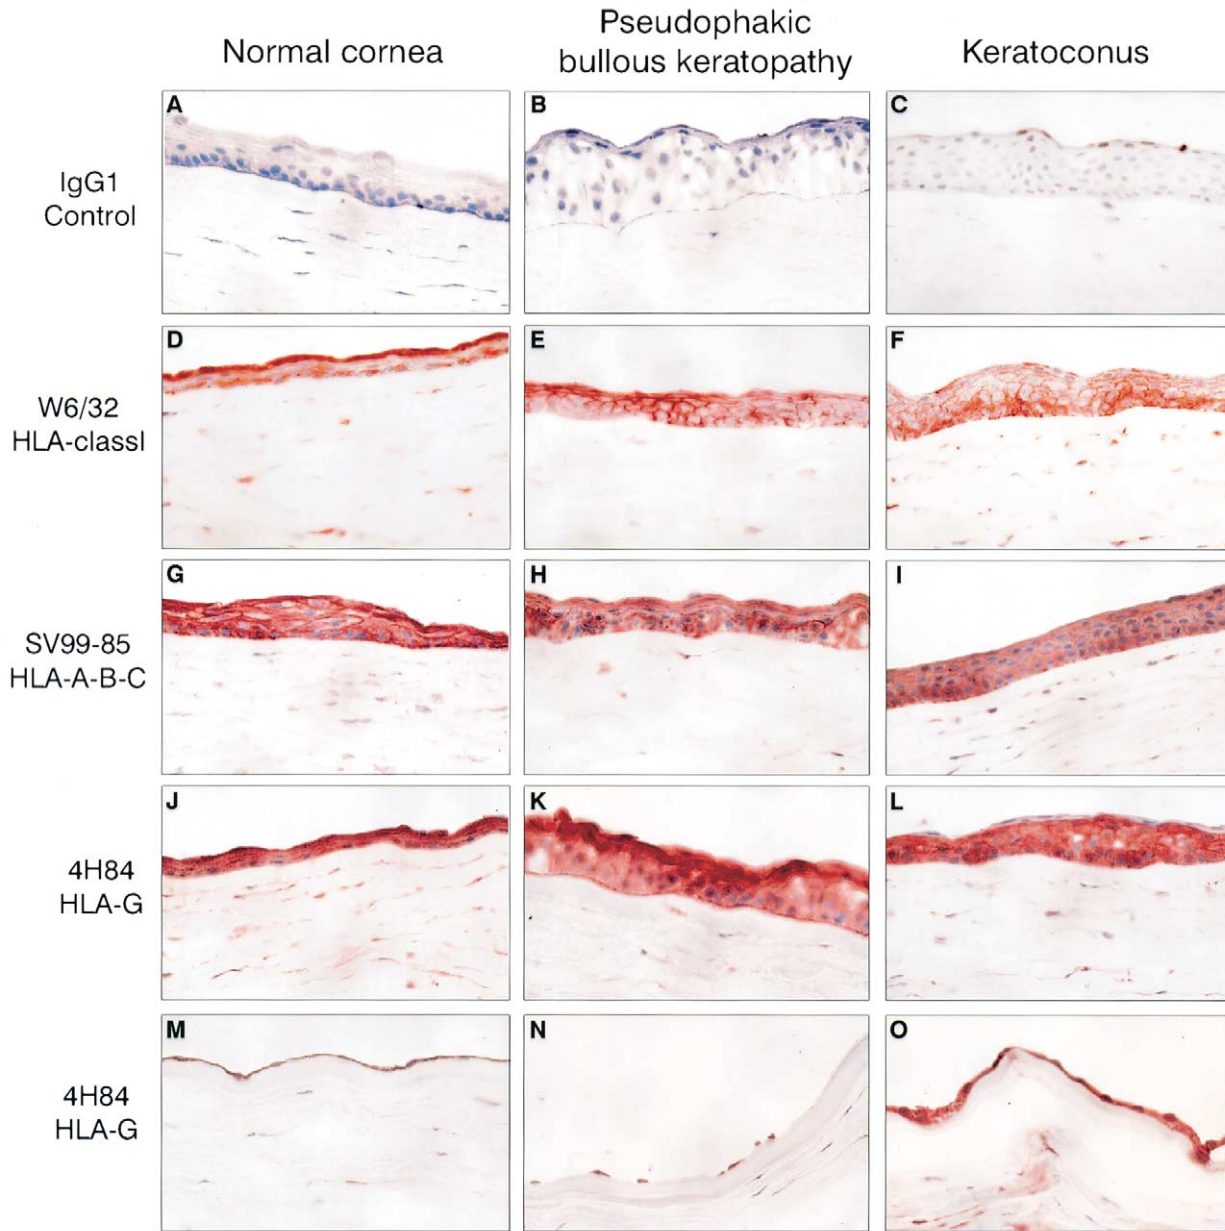 Normal cornea
Pseudophakic
bullous keratopathy
Keratoconus
IgG1
Control
A
B
C
W6/32
HLA-classI
D
E
F
SV99-85
HLA-A-B-C
G
H
I
4H84
HLA-G
J
K
L
4H84
HLA-G
M
N
O